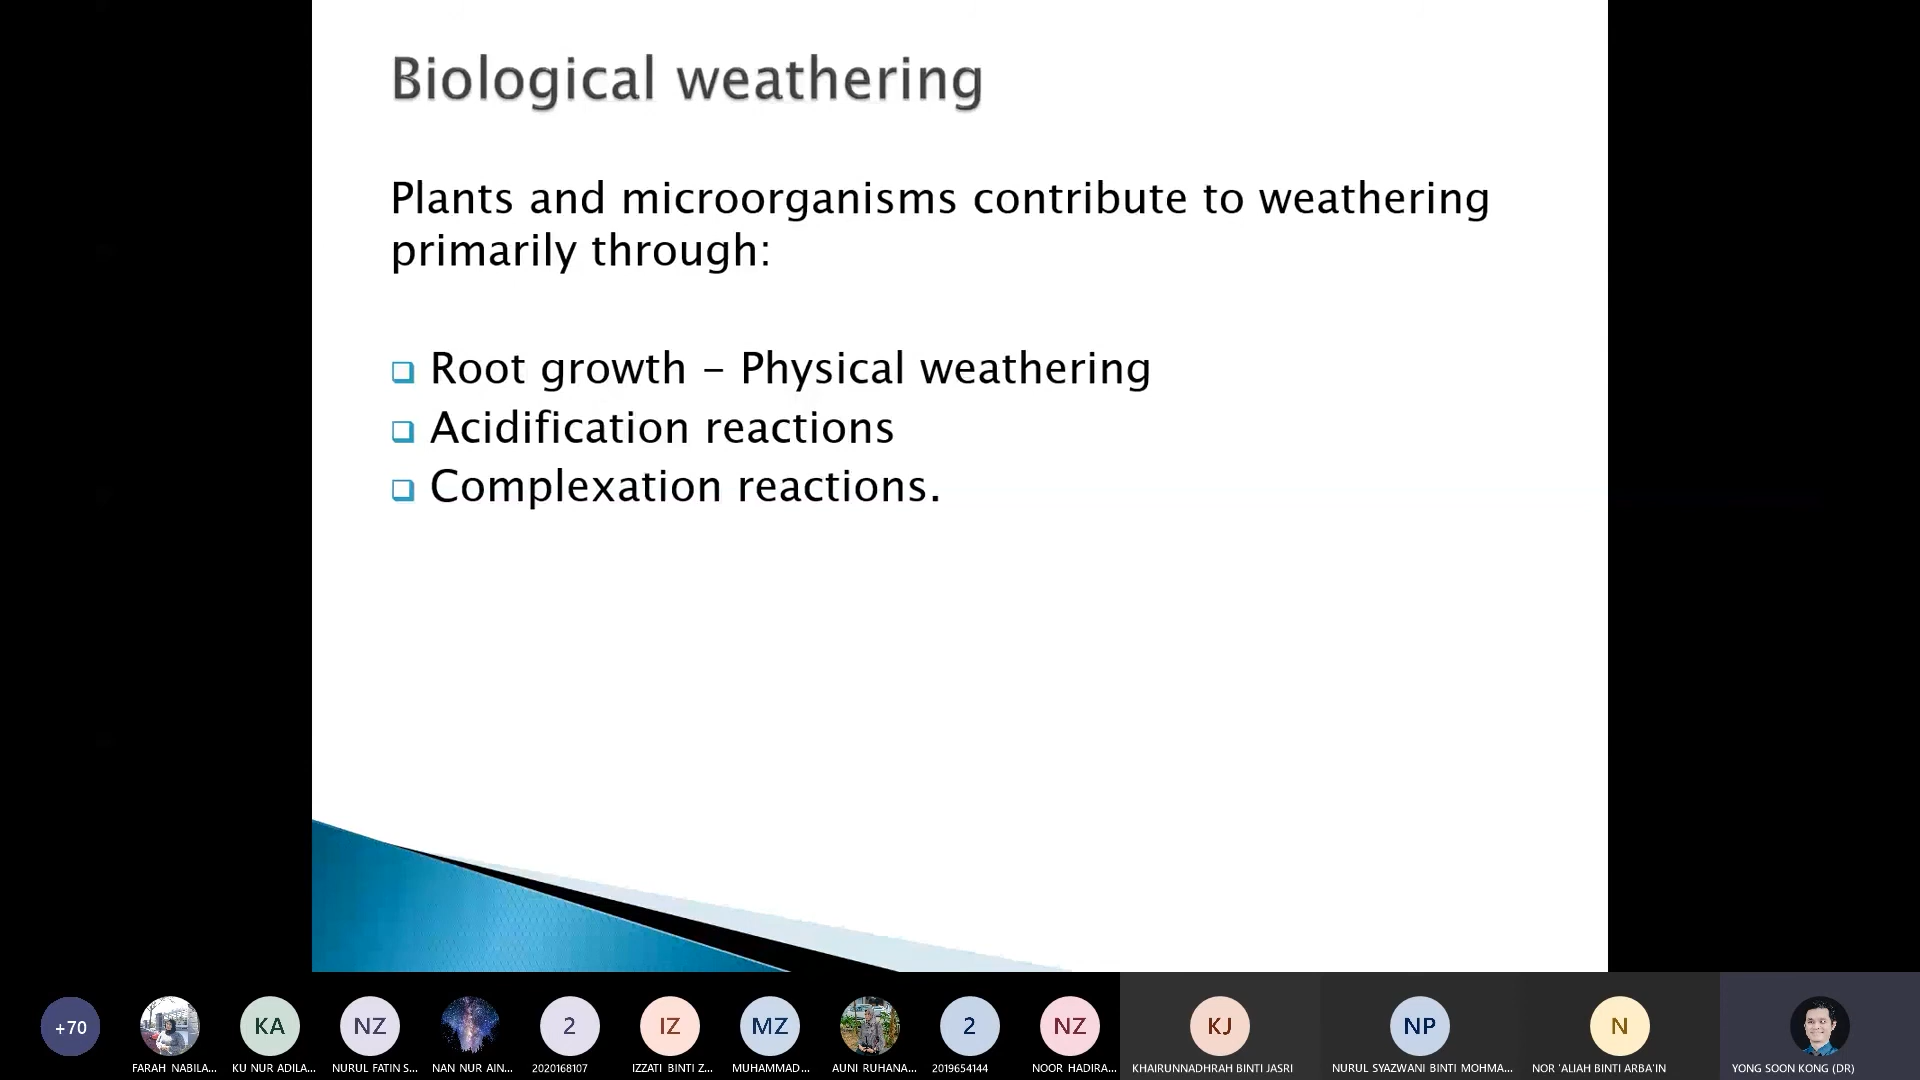 Biological weathering
Plants and microorganisms contribute to weathering
primarily through:
Root growth – Physical weathering
Acidification reactions
Complexation reactions.
+70
KA
NZ
2
IZ
MZ
2
NZ
KJ
NP
N
FARAH NABILA...
KU NUR ADILA...
NURUL FATIN S...
NAN NUR AIN...
2020168107
IZZATI BINTI Z...
MUHAMMAD...
AUNI RUHANA...
2019654144
NOOR HADIRA...
KHAIRUNNADHRAH BINTI JASRI
NURUL SYAZWANI BINTI MOHMA...
NOR 'ALIAH BINTI ARBA'IN
YONG SOON KONG (DR)